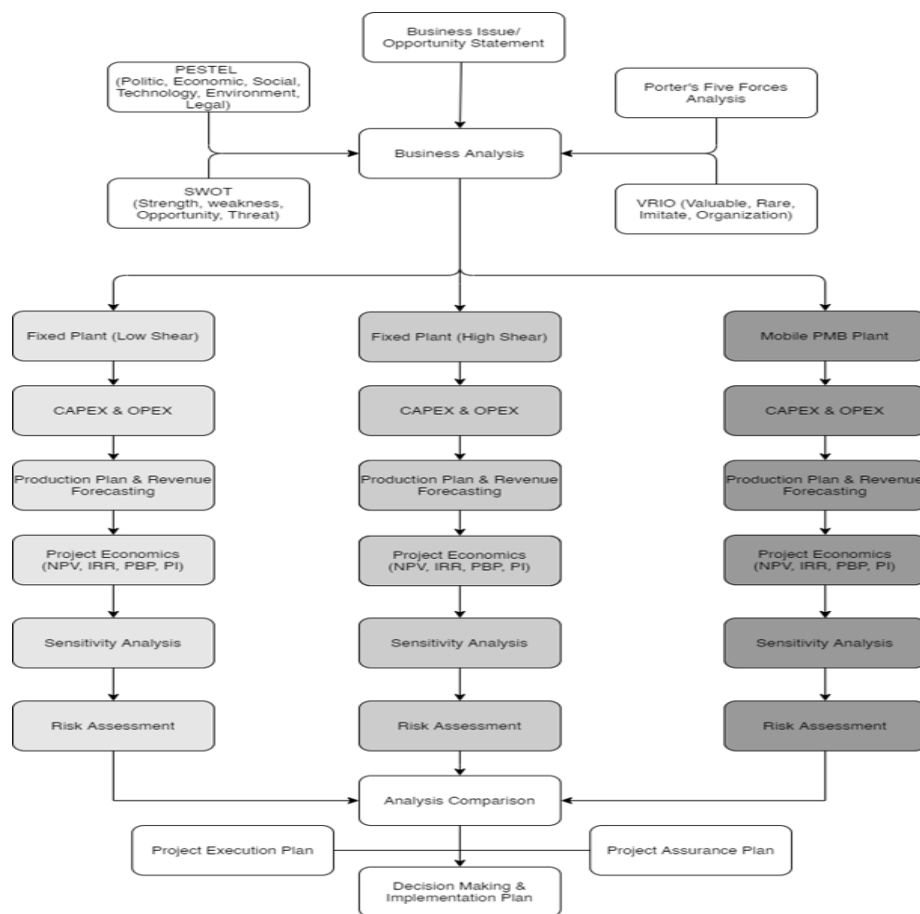 Business Issue/
Opportunity Statement
PESTEL
(Politic, Economic, Social,
Technology, Environment,
Legal)
Porter's Five Forces
Analysis
Business Analysis
SWOT
(Strength, weakness,
Opportunity, Threat)
VRIO (Valuable, Rare,
Imitate, Organization)
Fixed Plant (Low Shear)
Fixed Plant (High Shear)
Mobile PMB Plant
CAPEX & OPEX
CAPEX & OPEX
CAPEX & OPEX
Production Plan & Revenue
Forecasting
Production Plan & Revenue
Forecasting
Production Plan & Revenue
Forecasting
Project Economics
(NPV, IRR, PBP, PI)
Project Economics
(NPV, IRR, PBP, PI)
Project Economics
(NPV, IRR, PBP, PI)
Sensitivity Analysis
Sensitivity Analysis
Sensitivity Analysis
Risk Assessment
Risk Assessment
Risk Assessment
Analysis Comparison
Project Execution Plan
Project Assurance Plan
Decision Making &
Implementation Plan